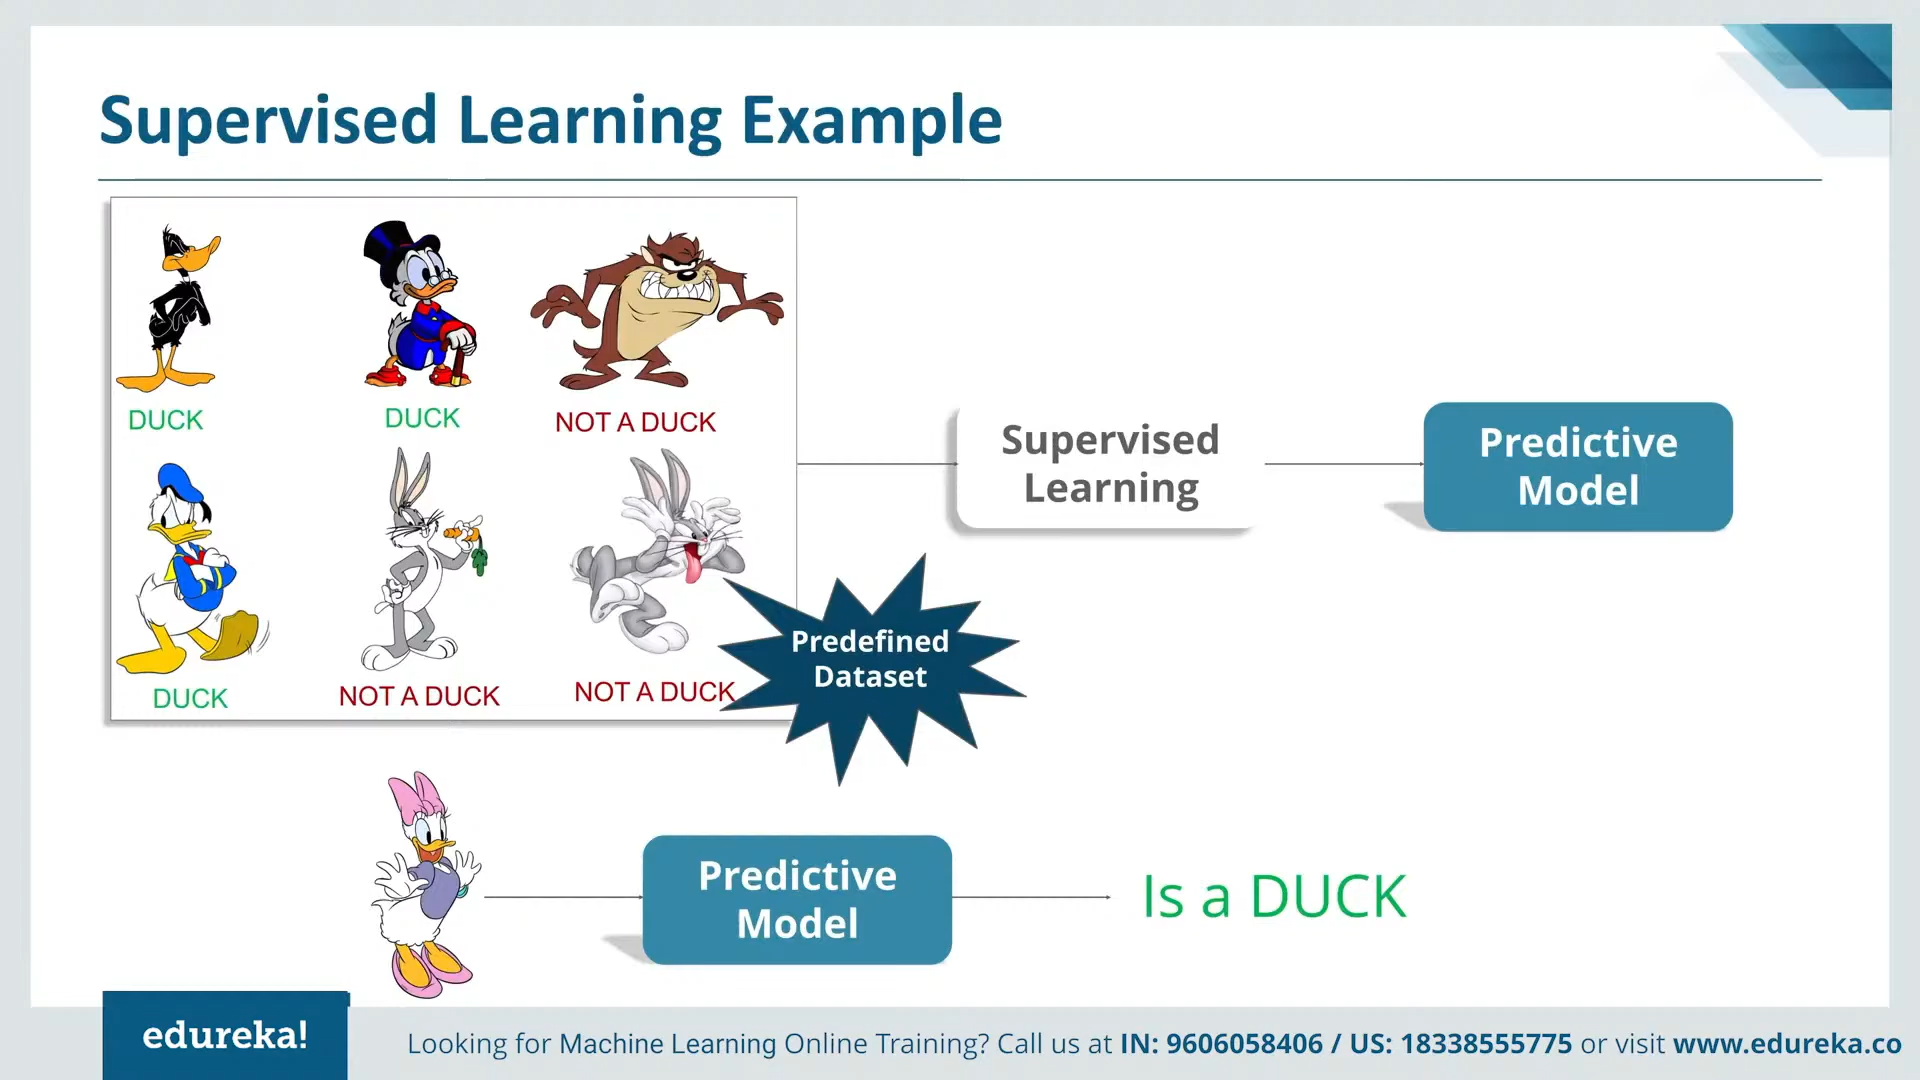 Supervised Learning Example
DUCK
DUCK
NOT A DUCK
DUCK
NOT A DUCK
NOT A DUCK
Predefined
Dataset
Supervised
Learning
Predictive
Model
Predictive
Model
Is a DUCK
edureka!
Looking for Machine Learning Online Training? Call us at IN: 9606058406 / US: 18338555775 or visit www.edureka.co